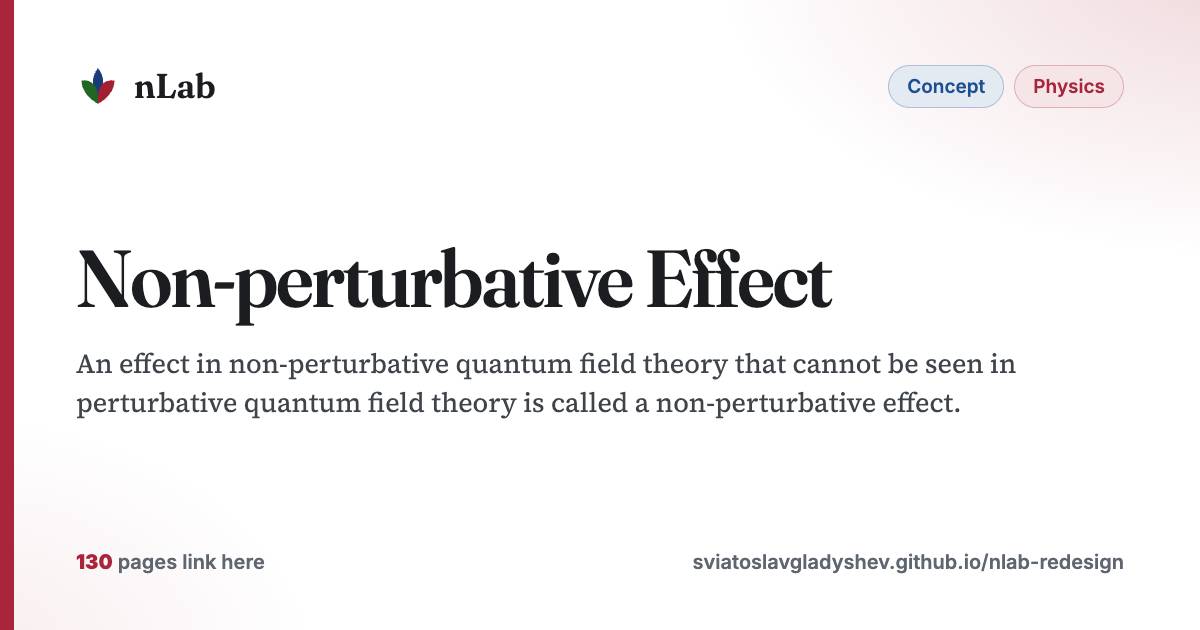 nLab
Concept
Physics
Non-perturbative Effect
An effect in non-perturbative quantum field theory that cannot be seen in
perturbative quantum field theory is called a non-perturbative effect.
130 pages link here
sviatoslavgladyshev.github.io/nlab-redesign